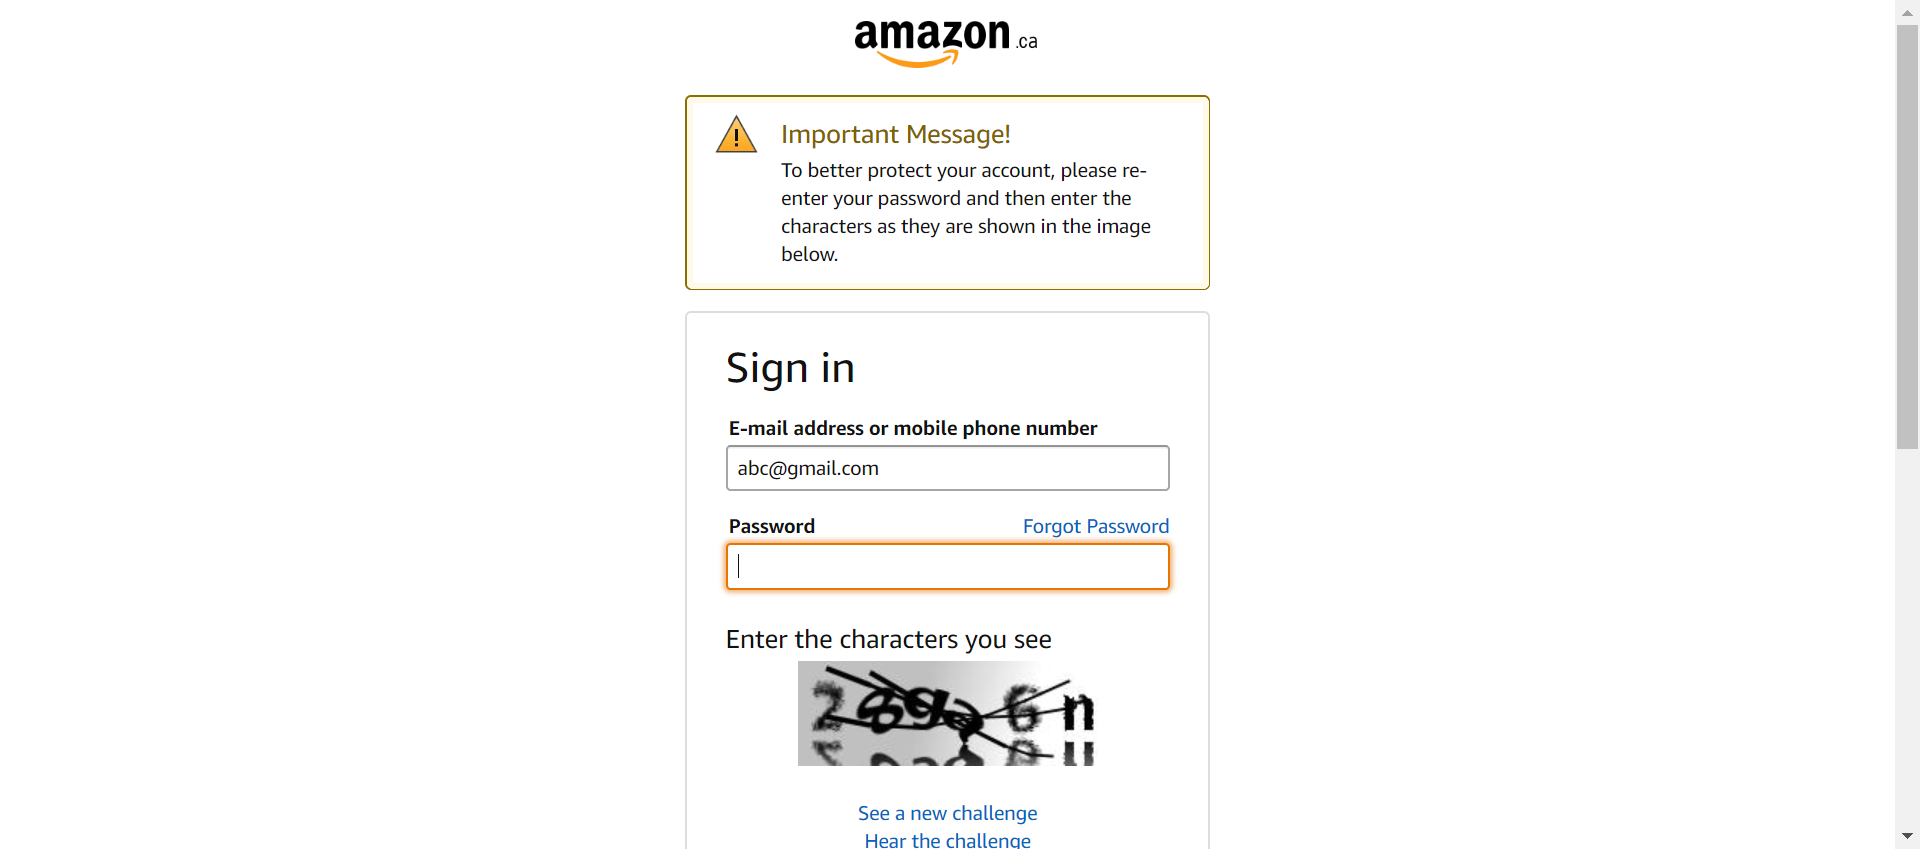 amazon.ca
Important Message!
To better protect your account, please re-
enter your password and then enter the
characters as they are shown in the image
below.
Sign in
E-mail address or mobile phone number
abc@gmail.com
Password Forgot Password
Enter the characters you see
See a new challenge
Hear the challenge